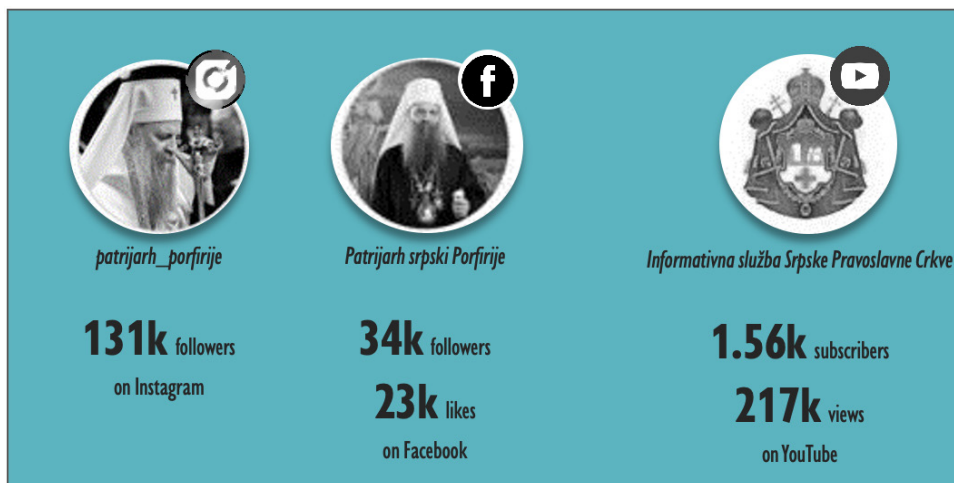 patrijarh_porfirije
131k followers
on Instagram
Patrijarh srpski Porfirije
34k followers
23k likes
on Facebook
Informativna služba Srpske Pravoslavne Crkve
1.56k subscribers
217k views
on YouTube